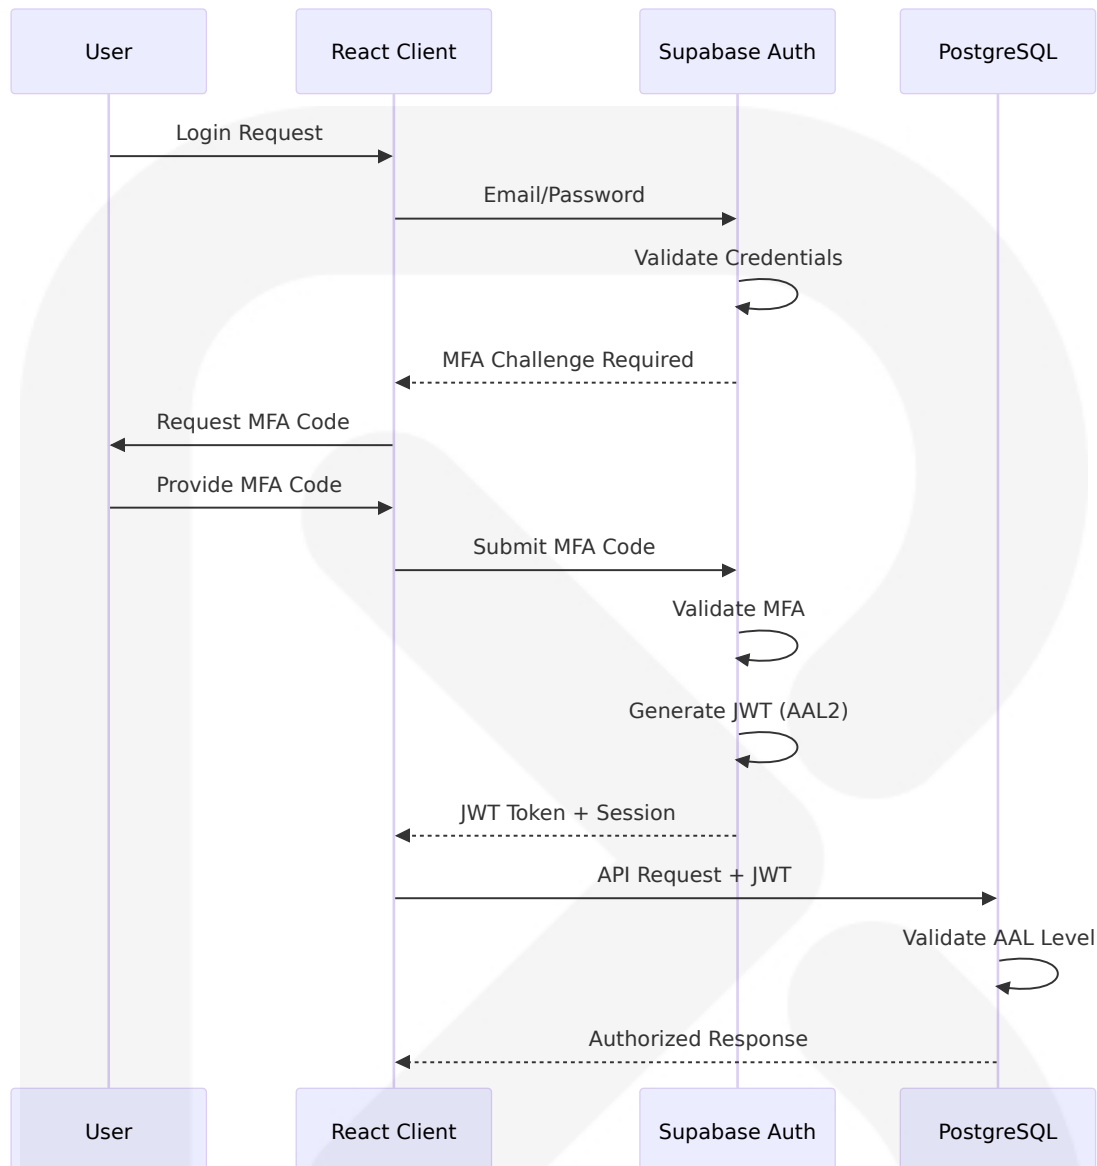 User
React Client
Supabase Auth
PostgreSQL
Login Request
Email/Password
Validate Credentials
MFA Challenge Required
Request MFA Code
Provide MFA Code
Submit MFA Code
Validate MFA
Generate JWT (AAL2)
JWT Token + Session
API Request + JWT
Validate AAL Level
Authorized Response
User
React Client
Supabase Auth
PostgreSQL